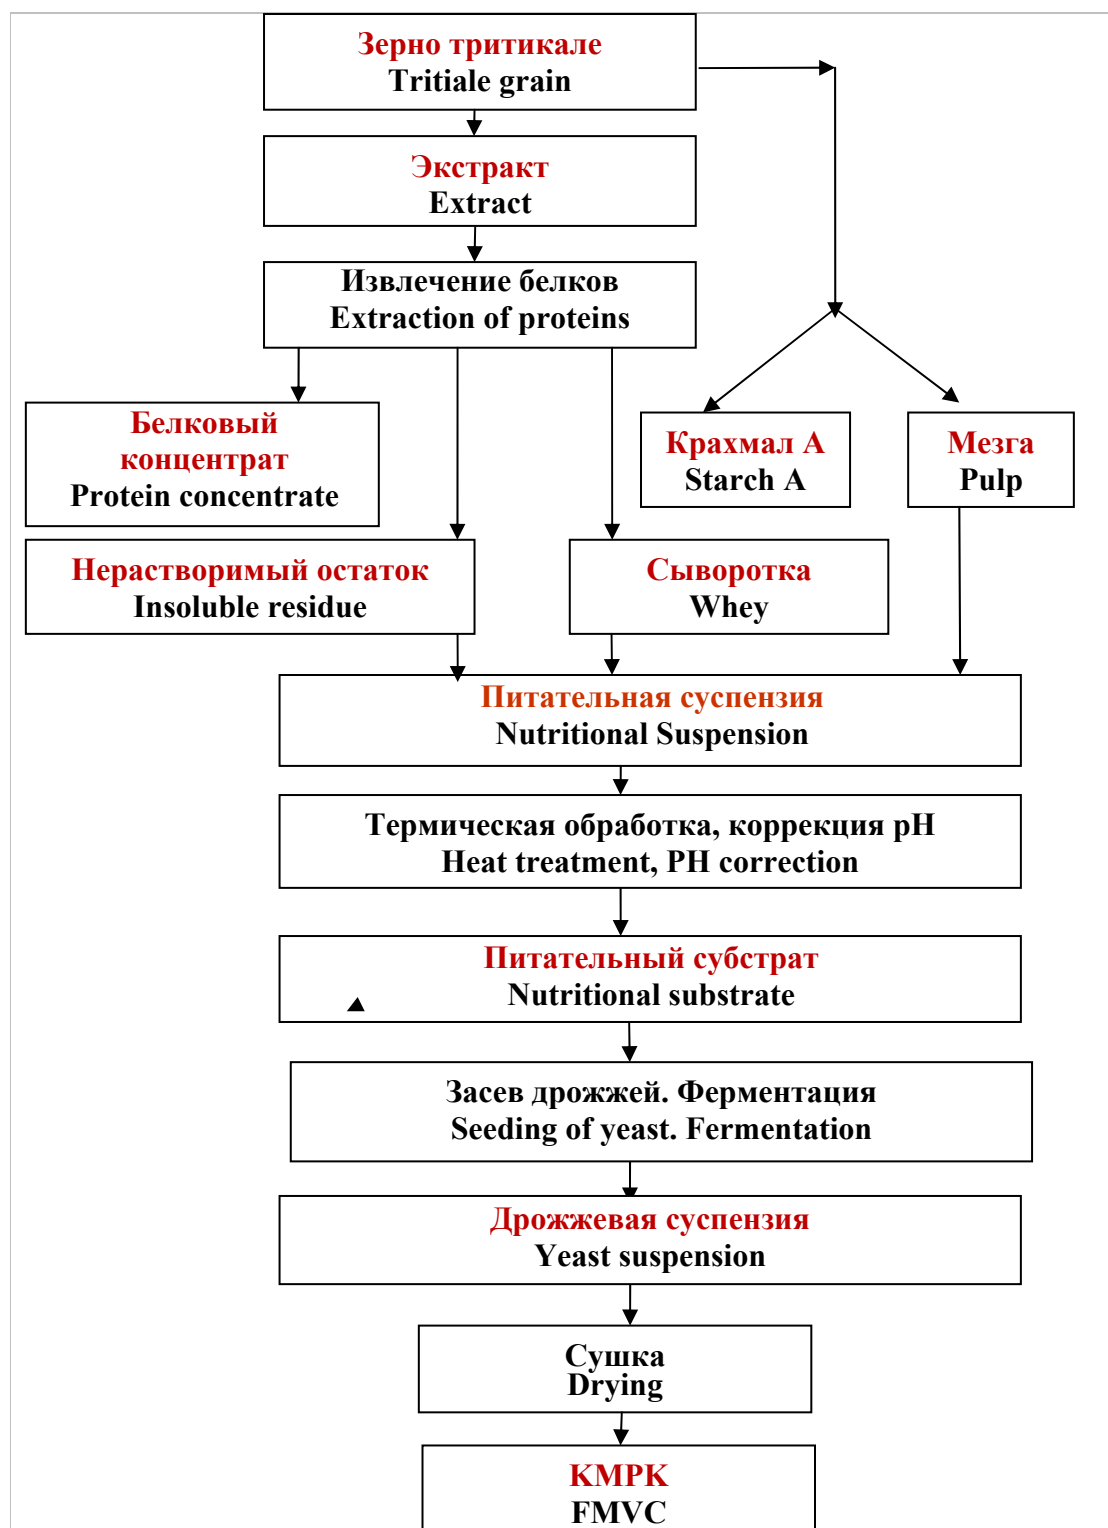 Зерно тритикале
Tritiale grain
Экстракт
Extract
Извлечение белков
Extraction of proteins
Белковый
концентрат
Protein concentrate
Крахмал А
Starch A
Мезга
Pulp
Нерастворимый остаток
Insoluble residue
Сыворотка
Whey
Питательная суспензия
Nutritional Suspension
Термическая обработка, коррекция pH
Heat treatment, PH correction
Питательный субстрат
Nutritional substrate
Засев дрожжей. Ферментация
Seeding of yeast. Fermentation
Дрожжевая суспензия
Yeast suspension
Сушка
Drying
КМРК
FMVC